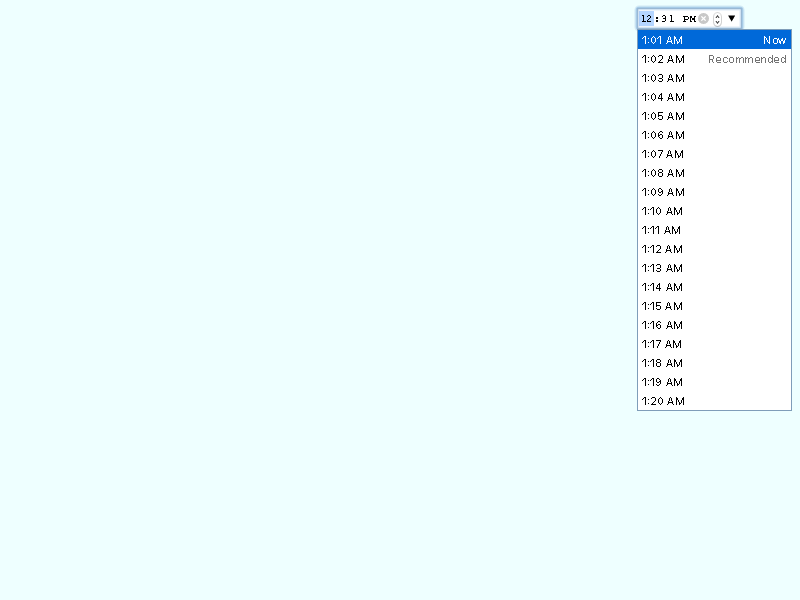 12:31 PM
1:01 AM Now
1:02 AM Recommended
1:03 AM
1:04 AM
1:05 AM
1:06 AM
1:07 AM
1:08 AM
1:09 AM
1:10 AM
1:11 AM
1:12 AM
1:13 AM
1:14 AM
1:15 AM
1:16 AM
1:17 AM
1:18 AM
1:19 AM
1:20 AM